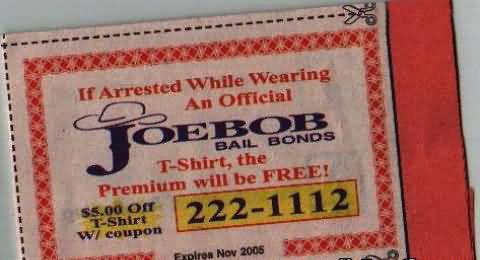 If Arrested While Wearing
An Official
JOEBOB
BAIL BONDS
T-Shirt, the
Premium will be FREE!
$5.00 Off
T-Shirt
W/ coupon
222-1112
Expires Nov 2005